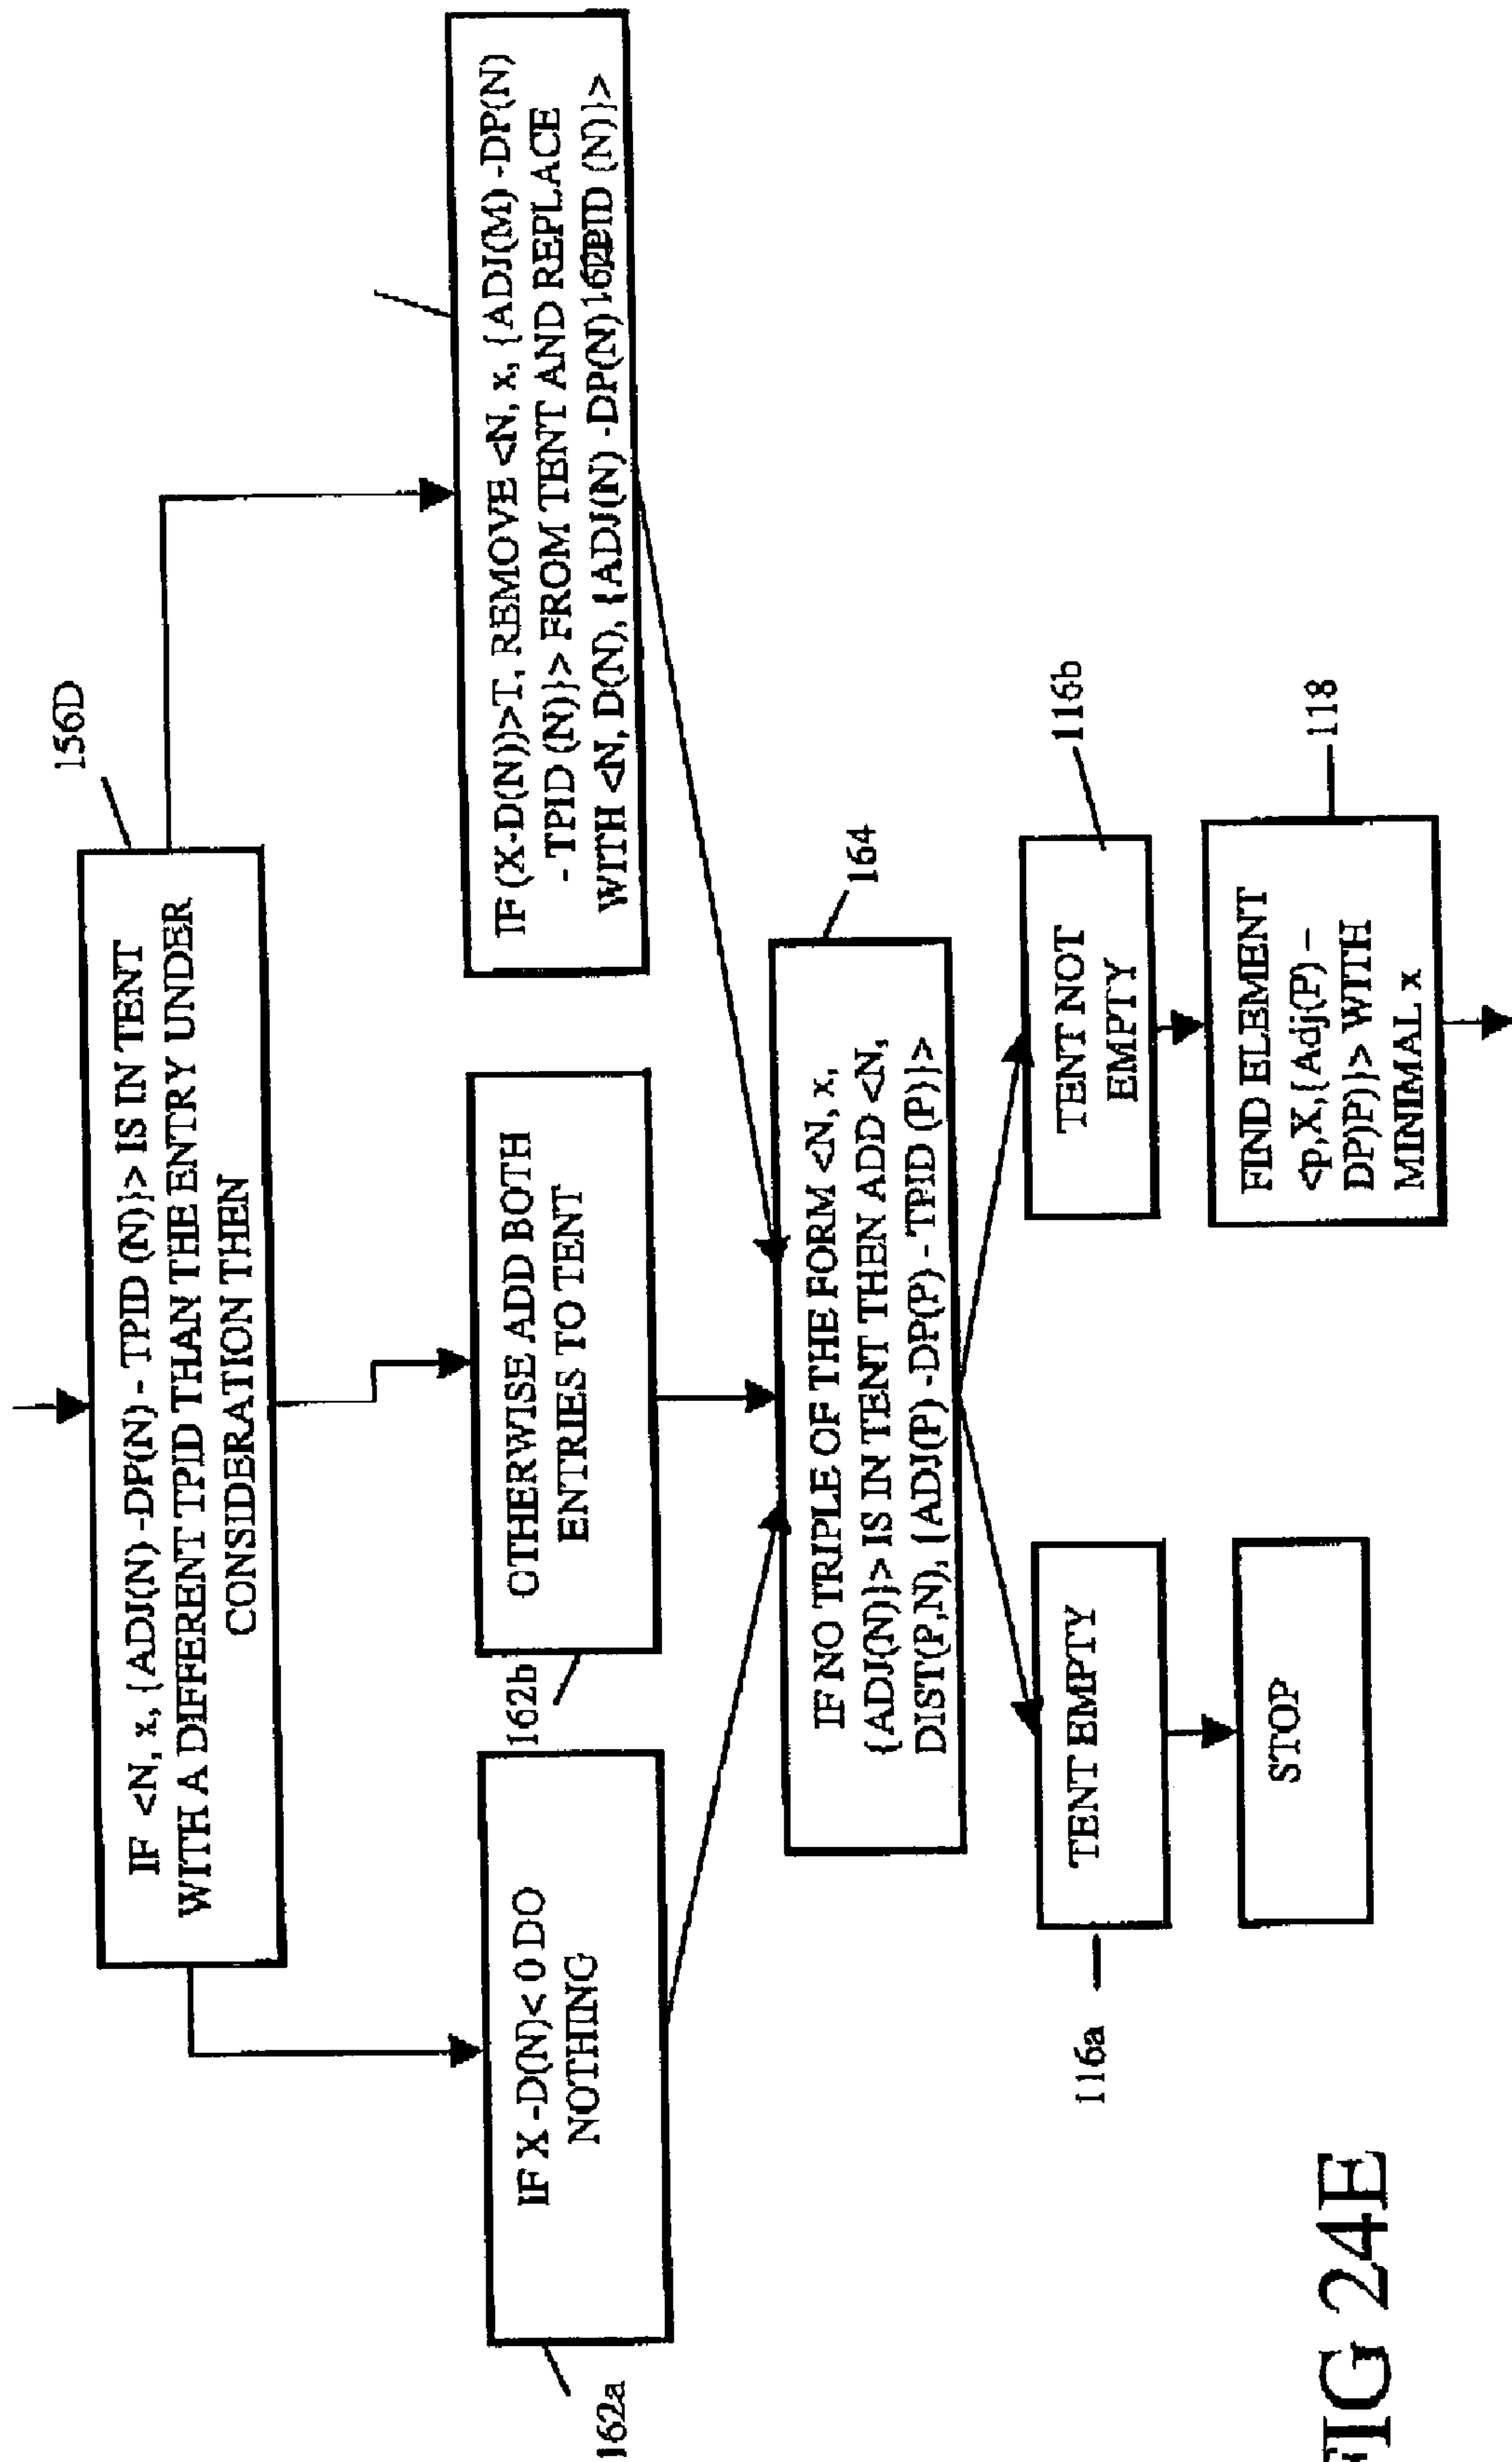 156D
IF <N, x, {ADJ(N) -DP(N) - TPID (N)}> IS IN TENT
WITH A DIFFERENT TPID THAN THE ENTRY UNDER
CONSIDERATION THEN
162a
IF X -D(N)< 0 DO
NOTHING
162b
OTHERWISE ADD BOTH
ENTRIES TO TENT
IF (X-D(N))>T, REMOVE <N, x, {ADJ(M) -DP(N)
- TPID (N)}> FROM TENT AND REPLACE
WITH <N, D(N), {ADJ(N) -DP(N) (N)}>
164
IF NO TRIPLE OF THE FORM <N, x,
{ADJ(N)}> IS IN TENT THEN ADD <N,
DIST(P,N), {ADJ(P) -DP(P) - TPID (P)}>
116a
TENT EMPTY
116b
TENT NOT
EMPTY
STOP
118
FIND ELEMENT
<p,X,{Adj(P) –
DP)P)}> WITH
MINIMAL x
FIG 24E